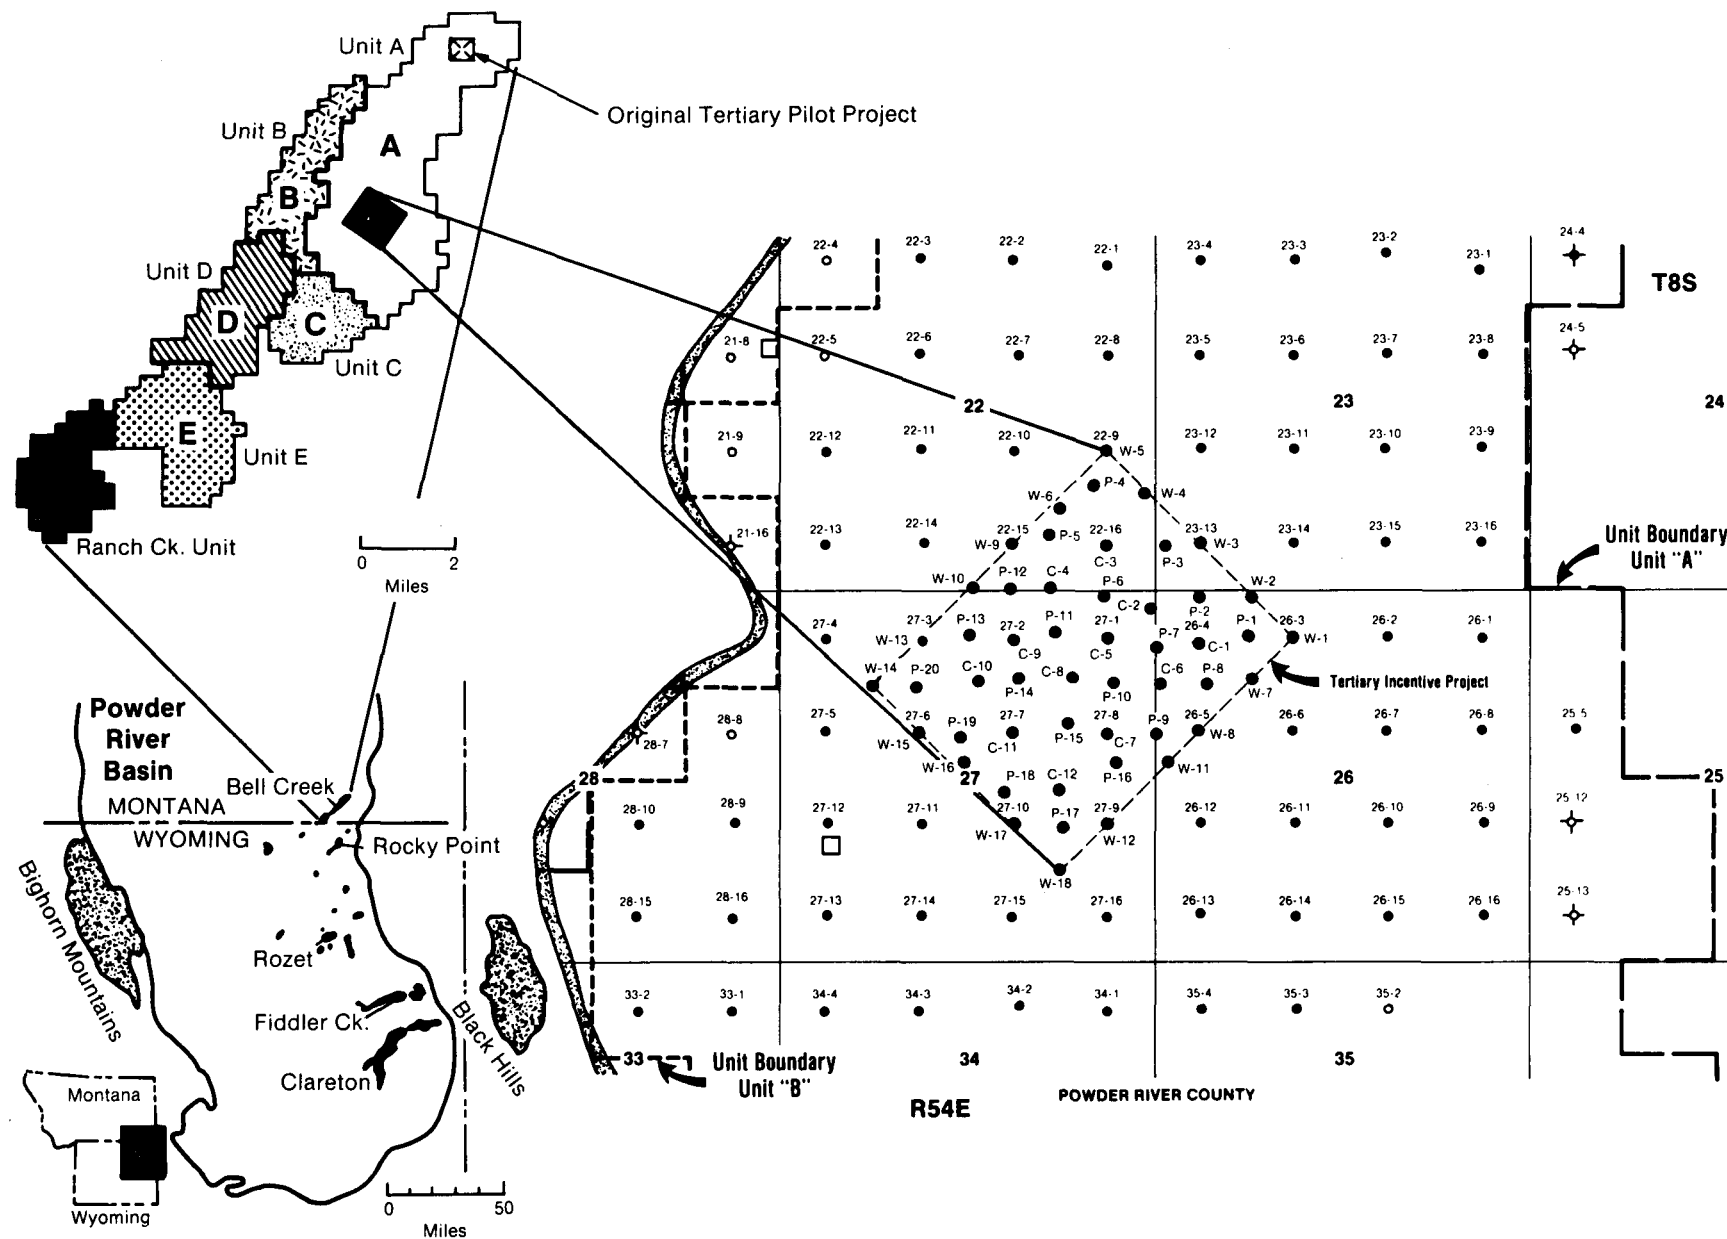 Unit A
Original Tertiary Pilot Project
Unit B
A
B
Unit D
D
C
Unit C
E
Unit E
Ranch Ck. Unit
0 2
Miles
Powder
River
Basin
Bell Creek
MONTANA
WYOMING
Rocky Point
Bighorn Mountains
Rozet
Fiddler Ck.
Black Hills
Clareton
Montana
Wyoming
0 50
Miles
22-4 22-3 22-2 22-1 23-4 23-3 23-2 23-1 24-4
T8S
21-8 22-5 22-6 22-7 22-8 23-5 23-6 23-7 23-8 24-5
22 23 24
21-9 22-12 22-11 22-10 22-9 W-5 23-12 23-11 23-10 23-9
P-4 W-4
W-6
21-16 22-13 22-14 22-15 W-9 P-5 22-16 23-13 W-3 23-14 23-15 23-16
C-3 P-3
Unit Boundary
Unit "A"
W-10 P-12 C-4 P-6 C-2 P-2 W-2
27-4 27-3 W-13 P-13 27-2 P-11 27-1 P-7 26-4 P-1 26-3 W-1 26-2 26-1
C-9 C-5 C-1
W-14 P-20 C-10 P-14 C-8 P-10 C-6 P-8 W-7
Tertiary Incentive Project
28-7 28-8 27-5 27-6 W-15 P-19 27-7 P-15 27-8 C-7 P-9 26-5 W-8 26-6 26-7 26-8 25-5
C-11
W-16 P-18 C-12 P-16 W-11
28 27 26 25
28-10 28-9 27-12 27-11 27-10 W-17 P-17 27-9 W-12 26-12 26-11 26-10 26-9 25-12
W-18
28-15 28-16 27-13 27-14 27-15 27-16 26-13 26-14 26-15 26-16 25-13
33-2 33-1 34-4 34-3 34-2 34-1 35-4 35-3 35-2
33 34 35
Unit Boundary
Unit "B"
R54E
POWDER RIVER COUNTY